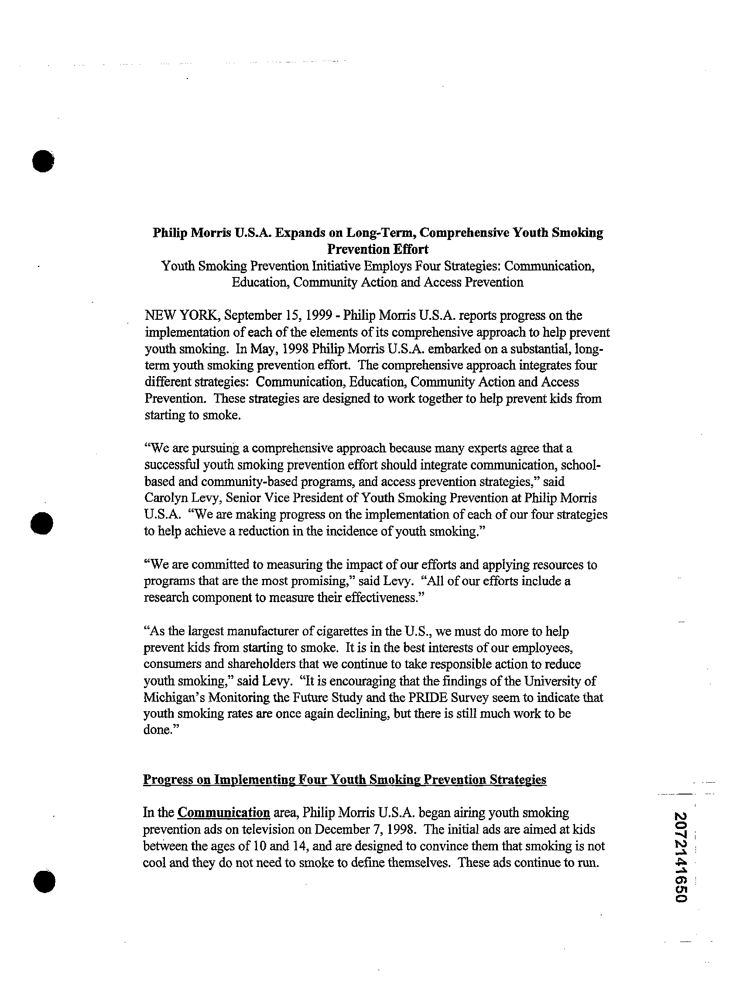 Philip Morris U.S.A. Expands on Long-Term, Comprehensive Youth Smoking
Prevention Effort
Youth Smoking Prevention Initiative Employs Four Strategies: Communication,
Education, Community Action and Access Prevention
NEW YORK, September 15, 1999 - Philip Morris U.S.A. reports progress on the
implementation of each of the elements of its comprehensive approach to help prevent
youth smoking. In May, 1998 Philip Morris U.S.A. embarked on a substantial, long-
term youth smoking prevention effort. The comprehensive approach integrates four
different strategies: Communication, Education, Community Action and Access
Prevention. These strategies are designed to work together to help prevent kids from
starting to smoke.
“We are pursuing a comprehensive approach because many experts agree that a
successful youth smoking prevention effort should integrate communication, school-
based and community-based programs, and access prevention strategies,” said
Carolyn Levy, Senior Vice President of Youth Smoking Prevention at Philip Morris
U.S.A. “We are making progress on the implementation of each of our four strategies
to help achieve a reduction in the incidence of youth smoking.”
“We are committed to measuring the impact of our efforts and applying resources to
programs that are the most promising,” said Levy. “All of our efforts include a
research component to measure their effectiveness.”
“As the largest manufacturer of cigarettes in the U.S., we must do more to help
prevent kids from starting to smoke. It is in the best interests of our employees,
consumers and shareholders that we continue to take responsible action to reduce
youth smoking,” said Levy. “It is encouraging that the findings of the University of
Michigan’s Monitoring the Future Study and the PRIDE Survey seem to indicate that
youth smoking rates are once again declining, but there is still much work to be
done.”
Progress on Implementing Four Youth Smoking Prevention Strategies
In the Communication area, Philip Morris U.S.A. began airing youth smoking
prevention ads on television on December 7, 1998. The initial ads are aimed at kids
between the ages of 10 and 14, and are designed to convince them that smoking is not
cool and they do not need to smoke to define themselves. These ads continue to run.
2072141650